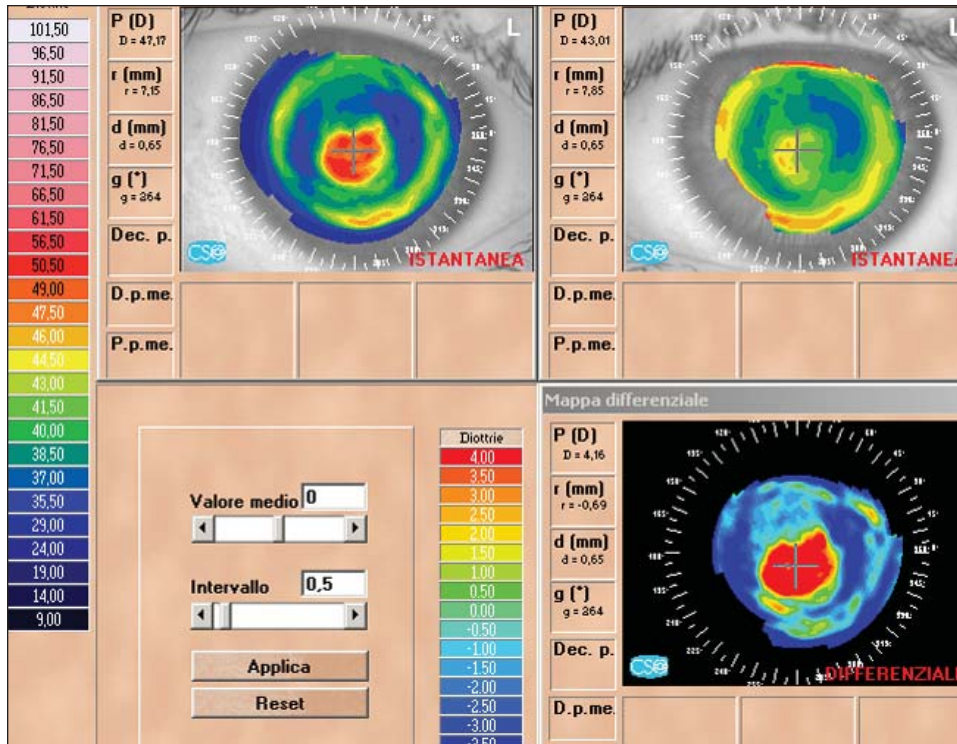 Diottrie
101,50
96,50
91,50
86,50
81,50
76,50
71,50
66,50
61,50
56,50
50,50
49,00
47,50
46,00
44,50
43,00
41,50
40,00
38,50
37,00
35,50
29,00
24,00
19,00
14,00
9,00
P (D)
D = 47,17
r (mm)
r = 7,15
d (mm)
d = 0,65
g (°)
g = 264
Dec. p.
D.p.me.
P.p.me.
L
CSO
ISTANTANEA
P (D)
D = 43,01
r (mm)
r = 7,85
d (mm)
d = 0,65
g (°)
g = 264
Dec. p.
D.p.me.
P.p.me.
L
CSO
ISTANTANEA
Valore medio 0
Intervallo 0,5
Applica
Reset
Diottrie
4.00
3.50
3.00
2.50
2.00
1.50
1.00
0.50
0.00
-0.50
-1.00
-1.50
-2.00
-2.50
-3.00
-3.50
Mappa differenziale
P (D)
D = 4,16
r (mm)
r = -0,69
d (mm)
d = 0,65
g (°)
g = 264
Dec. p.
D.p.me.
CSO
DIFFERENZIALE